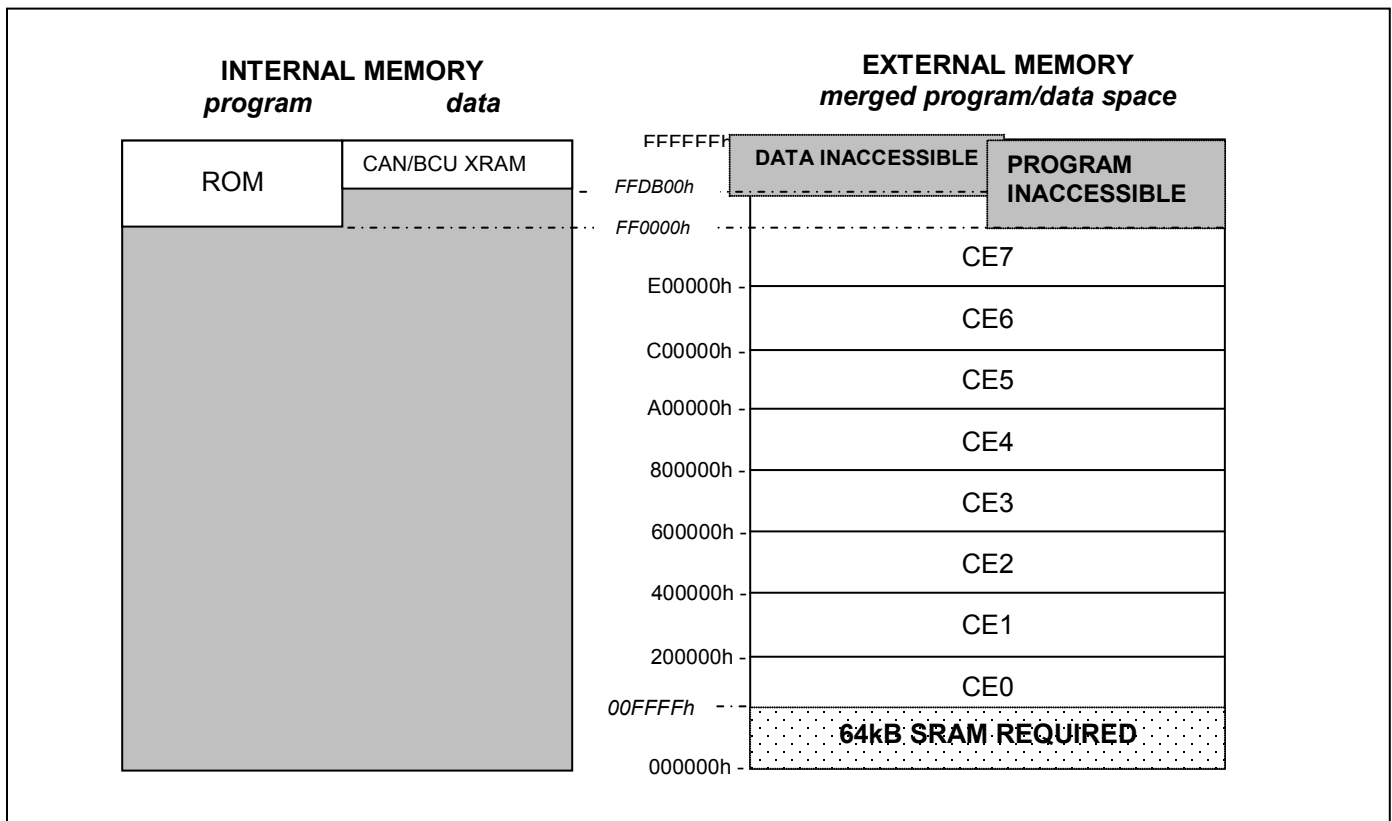 INTERNAL MEMORY
program data
ROM
CAN/BCU XRAM
EXTERNAL MEMORY
merged program/data space
FFFFFFh
DATA INACCESSIBLE
PROGRAM
INACCESSIBLE
FFDB00h
FF0000h
CE7
E00000h -
CE6
C00000h -
CE5
A00000h -
CE4
800000h -
CE3
600000h -
CE2
400000h -
CE1
200000h -
CE0
00FFFFh
64kB SRAM REQUIRED
000000h -